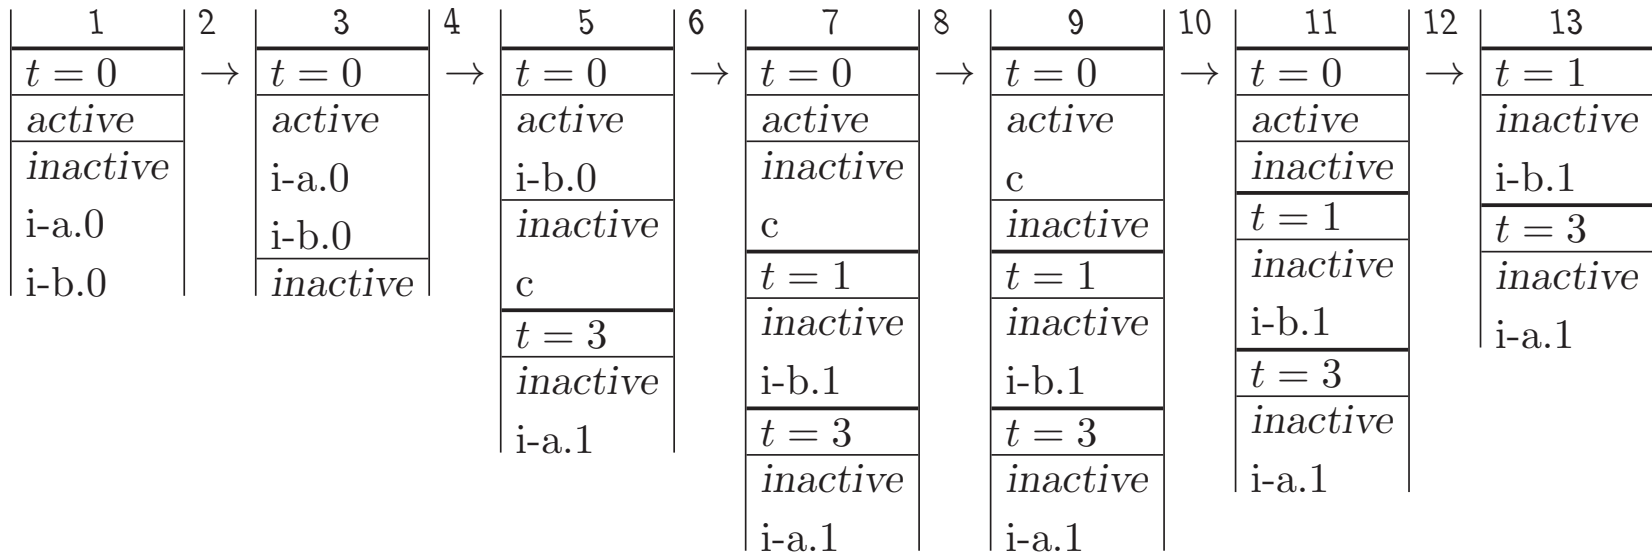 1 2 3 4 5 6 7 8 9 10 11 12 13
t = 0 → t = 0 → t = 0 → t = 0 → t = 0 → t = 0 → t = 1
active active active active active active inactive
inactive i-a.0 i-b.0 inactive c inactive i-b.1
i-a.0 i-b.0 inactive c inactive t = 1 t = 3
i-b.0 inactive c t = 1 t = 1 inactive inactive
t = 3 inactive inactive i-b.1 i-a.1
inactive i-b.1 i-b.1 t = 3
i-a.1 t = 3 t = 3 inactive
inactive inactive i-a.1
i-a.1 i-a.1